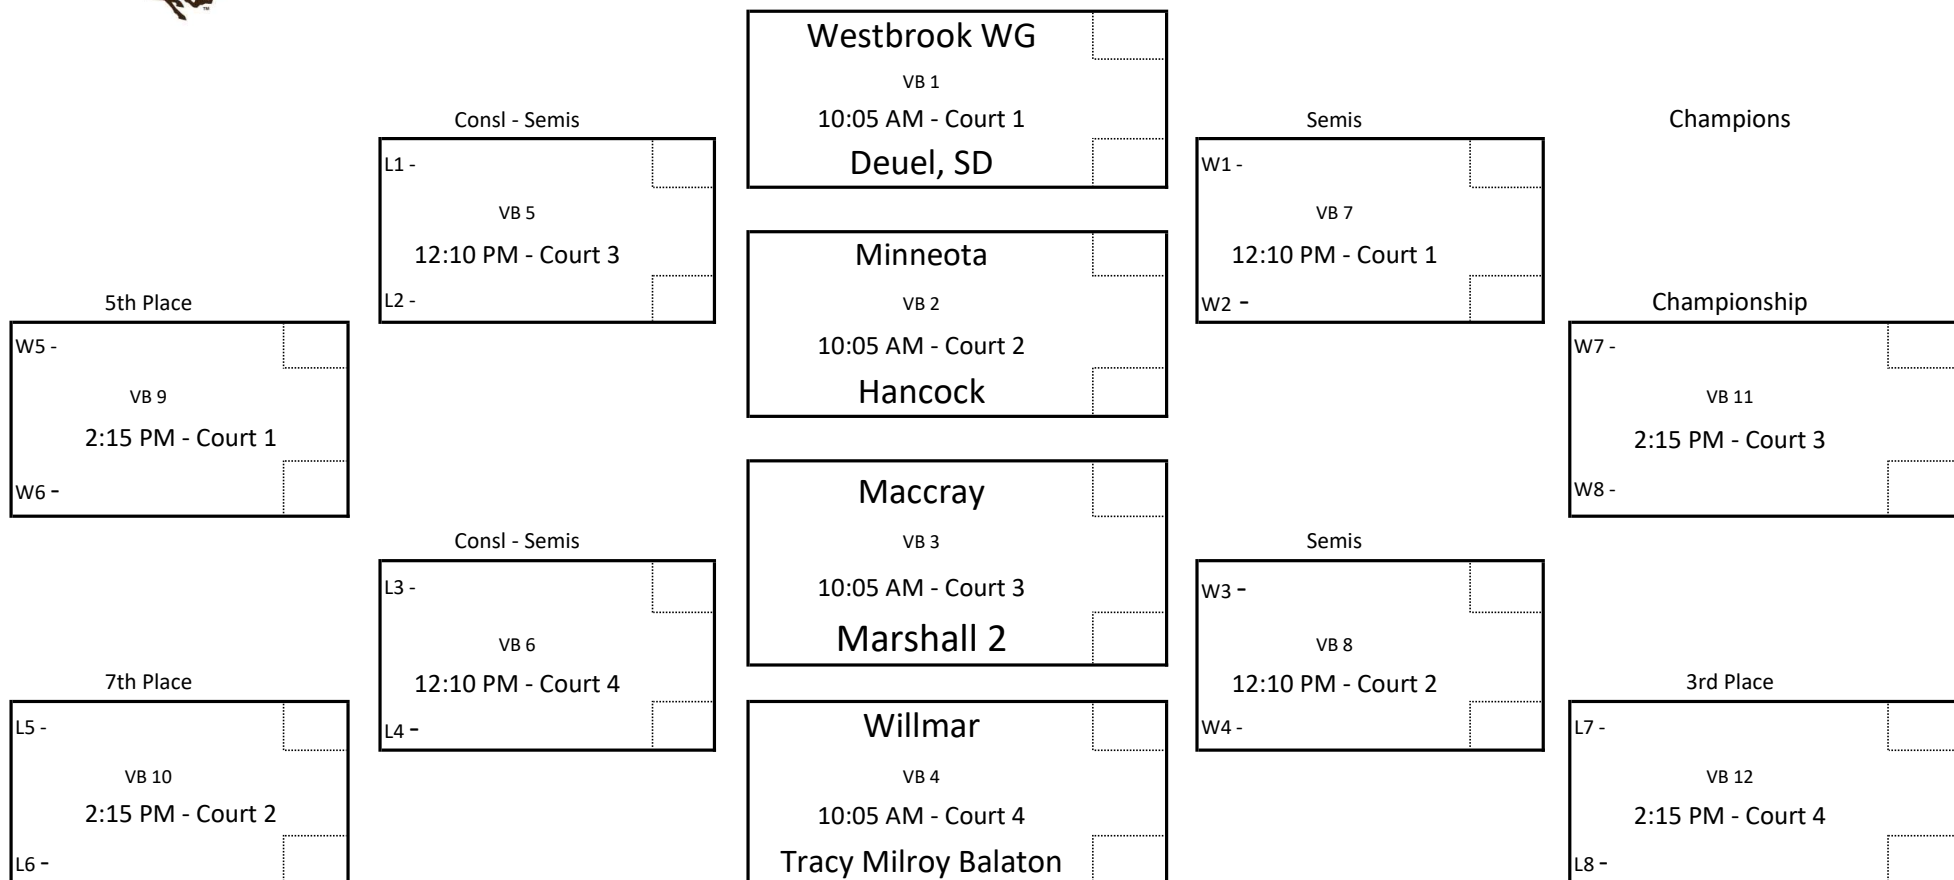 Westbrook WG
VB 1
10:05 AM - Court 1
Deuel, SD
Consl - Semis
L1 -
VB 5
12:10 PM - Court 3
L2 -
Semis
W1 -
VB 7
12:10 PM - Court 1
W2 -
Champions
Minneota
VB 2
10:05 AM - Court 2
Hancock
5th Place
W5 -
VB 9
2:15 PM - Court 1
W6 -
Championship
W7 -
VB 11
2:15 PM - Court 3
W8 -
Maccray
VB 3
10:05 AM - Court 3
Marshall 2
Consl - Semis
L3 -
VB 6
12:10 PM - Court 4
L4 -
Semis
W3 -
VB 8
12:10 PM - Court 2
W4 -
7th Place
L5 -
VB 10
2:15 PM - Court 2
L6 -
Willmar
VB 4
10:05 AM - Court 4
Tracy Milroy Balaton
3rd Place
L7 -
VB 12
2:15 PM - Court 4
L8 -